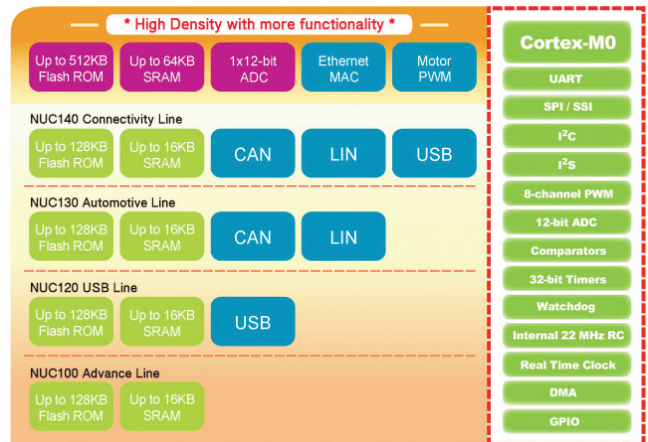 * High Density with more functionality *
Up to 512KB
Flash ROM
Up to 64KB
SRAM
1x12-bit
ADC
Ethernet
MAC
Motor
PWM
NUC140 Connectivity Line
Up to 128KB
Flash ROM
Up to 16KB
SRAM
CAN
LIN
USB
NUC130 Automotive Line
Up to 128KB
Flash ROM
Up to 16KB
SRAM
CAN
LIN
NUC120 USB Line
Up to 128KB
Flash ROM
Up to 16KB
SRAM
USB
NUC100 Advance Line
Up to 128KB
Flash ROM
Up to 16KB
SRAM
Cortex-M0
UART
SPI / SSI
I²C
I²S
8-channel PWM
12-bit ADC
Comparators
32-bit Timers
Watchdog
Internal 22 MHz RC
Real Time Clock
DMA
GPIO